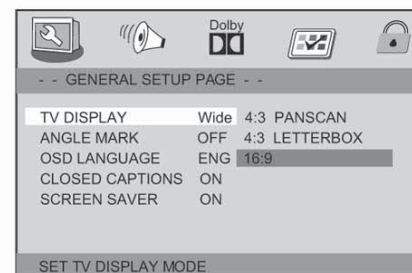 Dolby
- - GENERAL SETUP PAGE - -
TV DISPLAY Wide 4:3 PANSCAN
ANGLE MARK OFF 4:3 LETTERBOX
OSD LANGUAGE ENG 16:9
CLOSED CAPTIONS ON
SCREEN SAVER ON
SET TV DISPLAY MODE